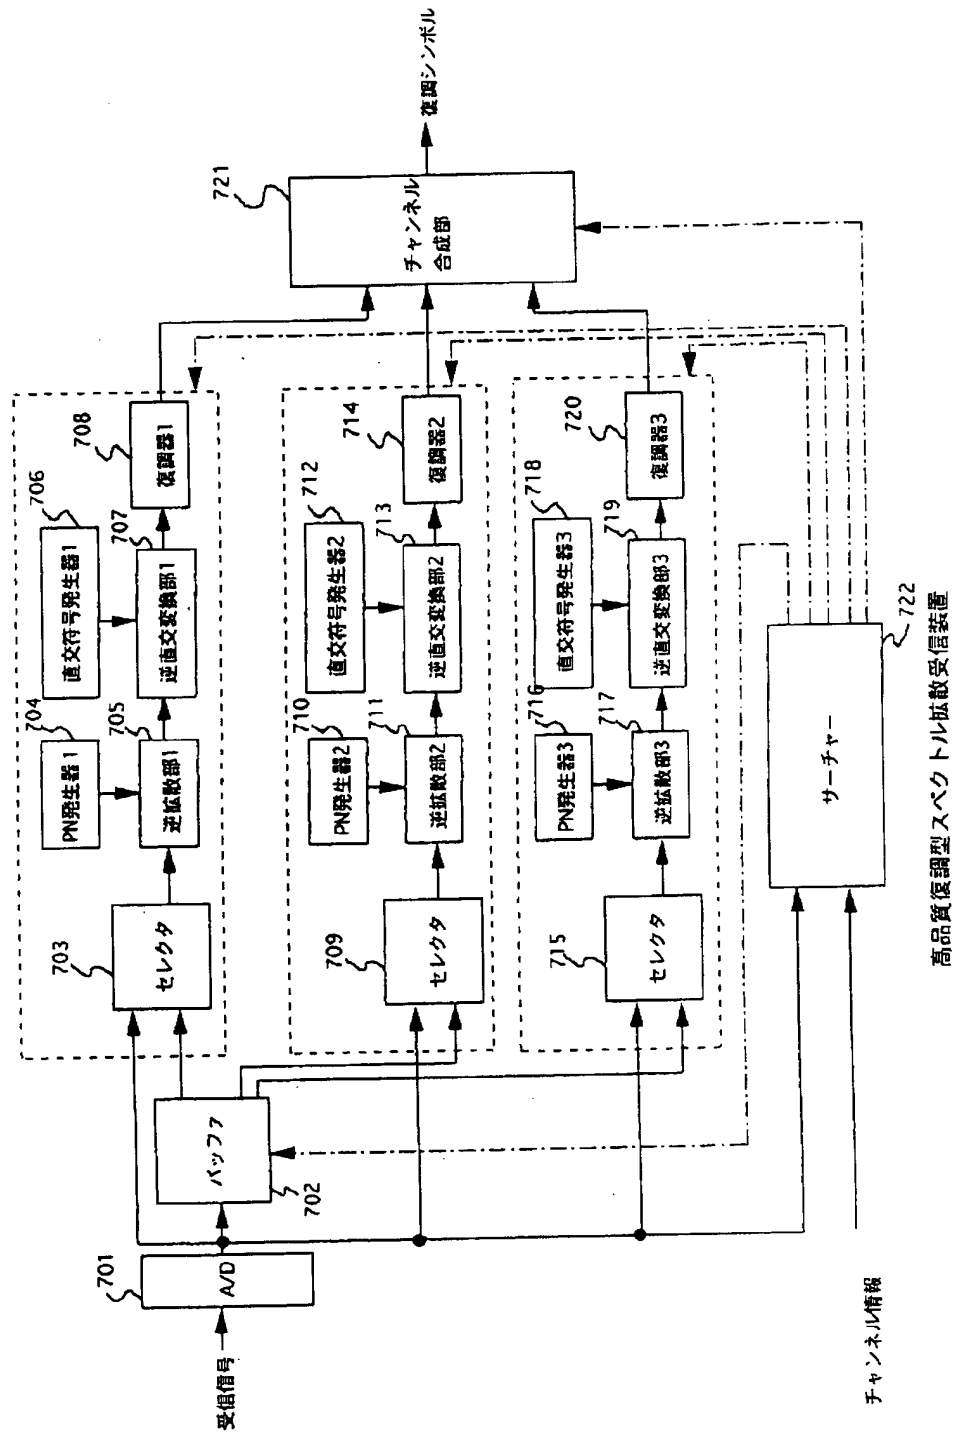 受信信号
701
A/D
702
バッファ
703
セレクタ
704
PN発生器1
705
逆拡散部1
706
直交符号発生器1
707
逆直交変換部1
708
復調器1
709
セレクタ
710
PN発生器2
711
逆拡散部2
712
直交符号発生器2
713
逆直交変換部2
714
復調器2
715
セレクタ
716
PN発生器3
717
逆拡散部3
718
直交符号発生器3
719
逆直交変換部3
720
復調器3
721
チャンネル
合成部
復調シンボル
チャンネル情報
サーチャー
722
高品質復調型スペクトル拡散受信装置